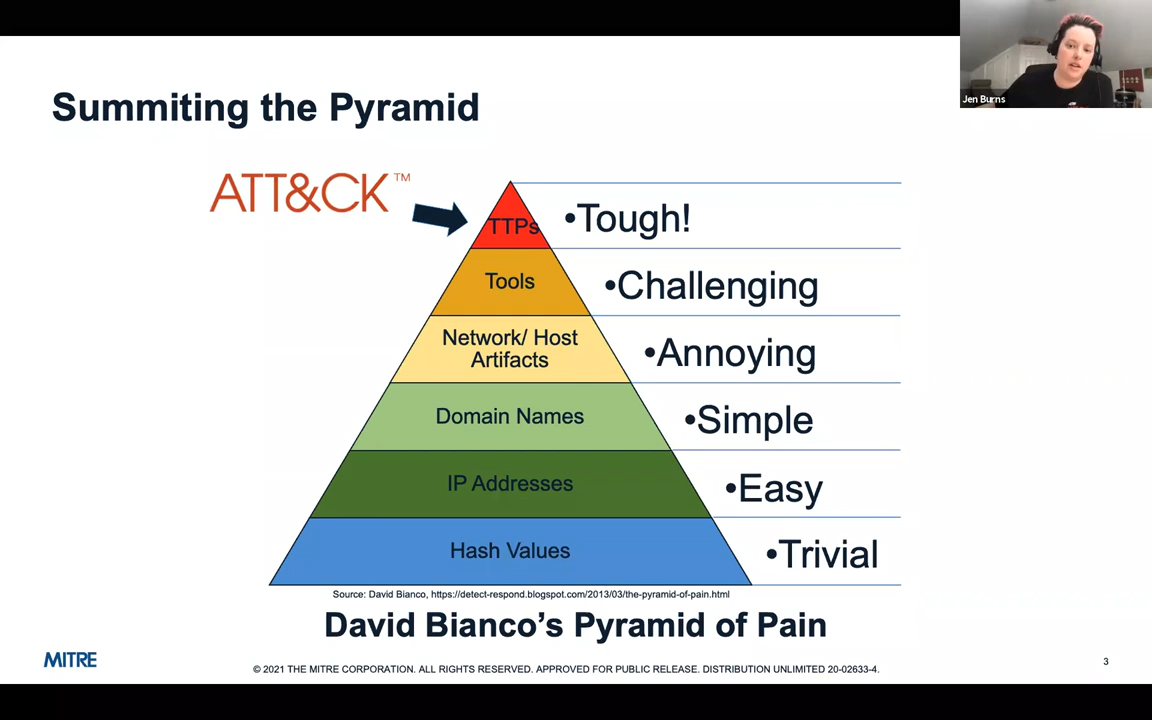 Jen Burns
Summiting the Pyramid
ATT&CK™
TTPs
•Tough!
Tools
•Challenging
Network/ Host
Artifacts
•Annoying
Domain Names
•Simple
IP Addresses
•Easy
Hash Values
•Trivial
Source: David Bianco, https://detect-respond.blogspot.com/2013/03/the-pyramid-of-pain.html
David Bianco’s Pyramid of Pain
MITRE
© 2021 THE MITRE CORPORATION. ALL RIGHTS RESERVED. APPROVED FOR PUBLIC RELEASE. DISTRIBUTION UNLIMITED 20-02633-4.
3